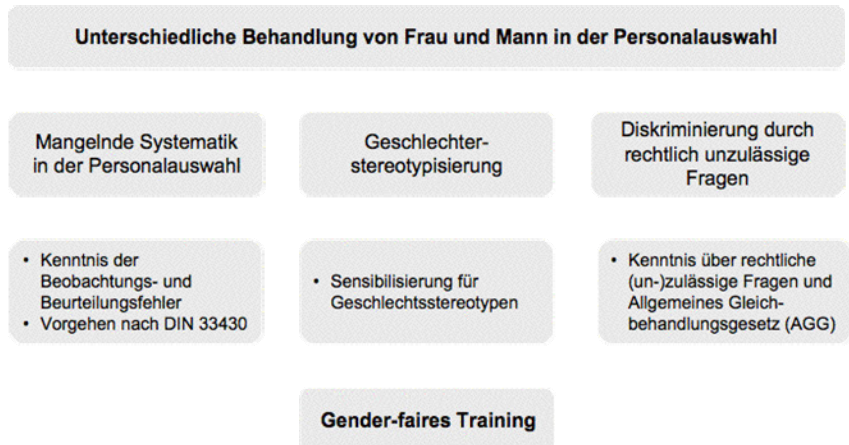 Unterschiedliche Behandlung von Frau und Mann in der Personalauswahl
Mangelnde Systematik
in der Personalauswahl
Geschlechter-
stereotypisierung
Diskriminierung durch
rechtlich unzulässige
Fragen
• Kenntnis der
Beobachtungs- und
Beurteilungsfehler
• Vorgehen nach DIN 33430
• Sensibilisierung für
Geschlechtsstereotypen
• Kenntnis über rechtliche
(un-)zulässige Fragen und
Allgemeines Gleich-
behandlungsgesetz (AGG)
Gender-faires Training